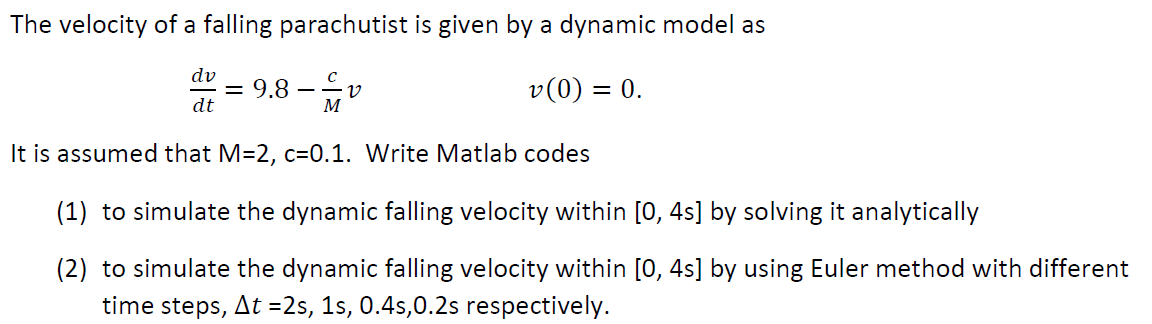 The velocity of a falling parachutist is given by a dynamic model as
dv/dt = 9.8 − c/M v v(0) = 0.
It is assumed that M=2, c=0.1. Write Matlab codes
(1) to simulate the dynamic falling velocity within [0, 4s] by solving it analytically
(2) to simulate the dynamic falling velocity within [0, 4s] by using Euler method with different
time steps, Δt =2s, 1s, 0.4s,0.2s respectively.